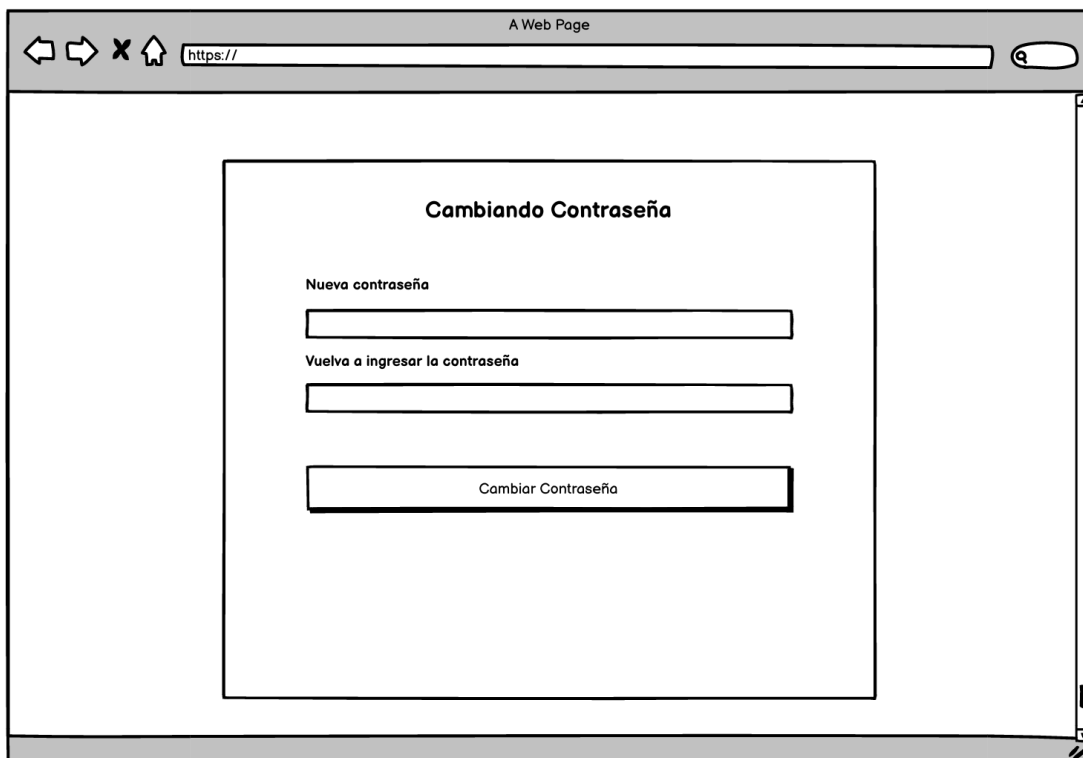 A Web Page
https://
Cambiando Contraseña
Nueva contraseña
Vuelva a ingresar la contraseña
Cambiar Contraseña